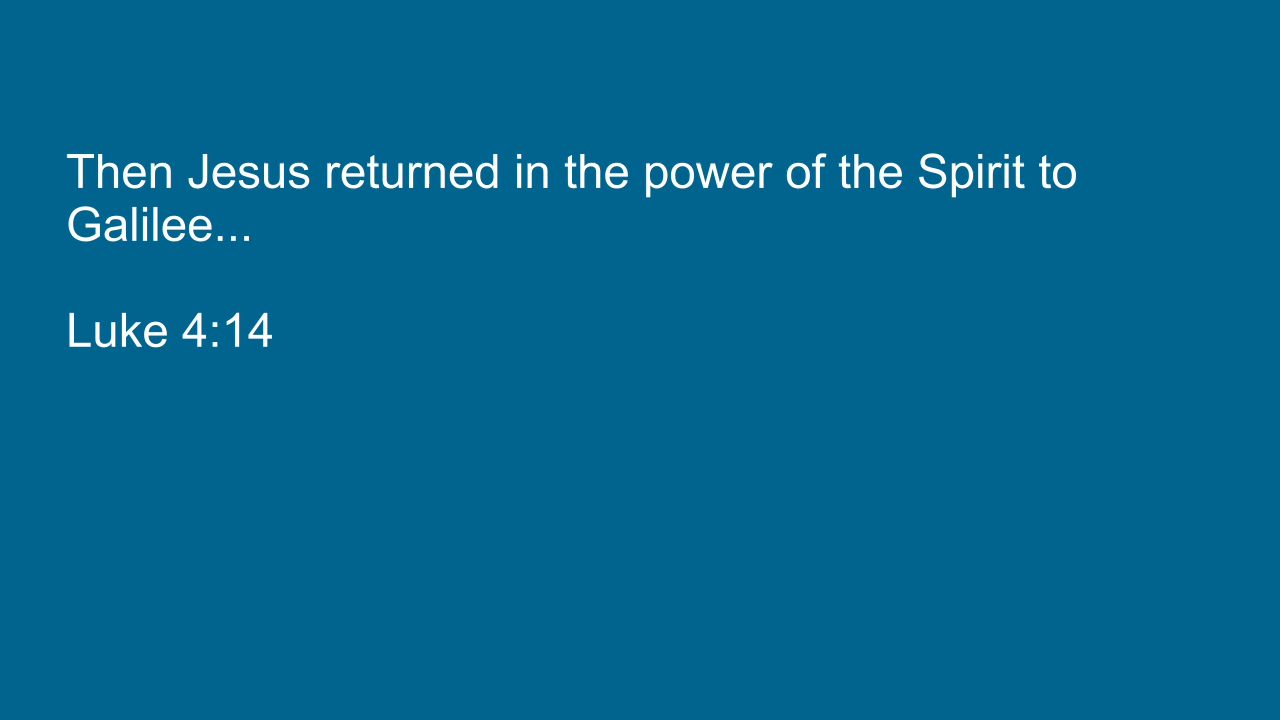 Then Jesus returned in the power of the Spirit to
Galilee...
Luke 4:14